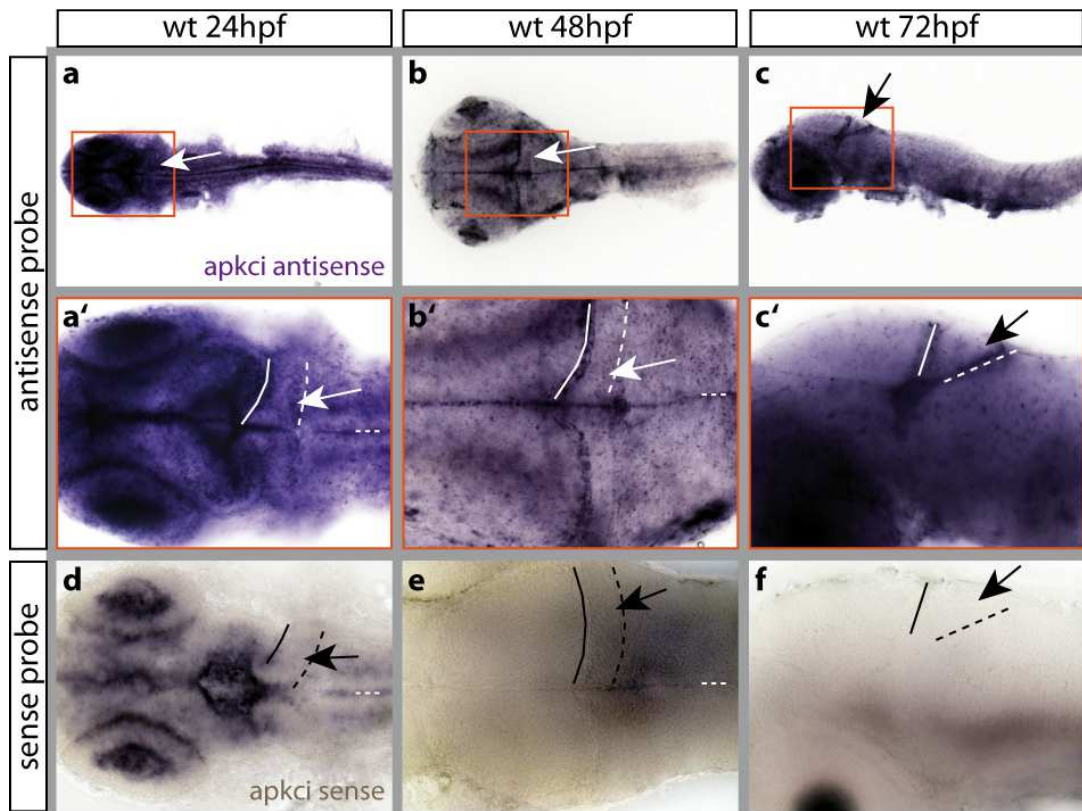 wt 24hpf
wt 48hpf
wt 72hpf
antisense probe
a
b
c
apkci antisense
a'
b'
c'
sense probe
d
e
f
apkci sense